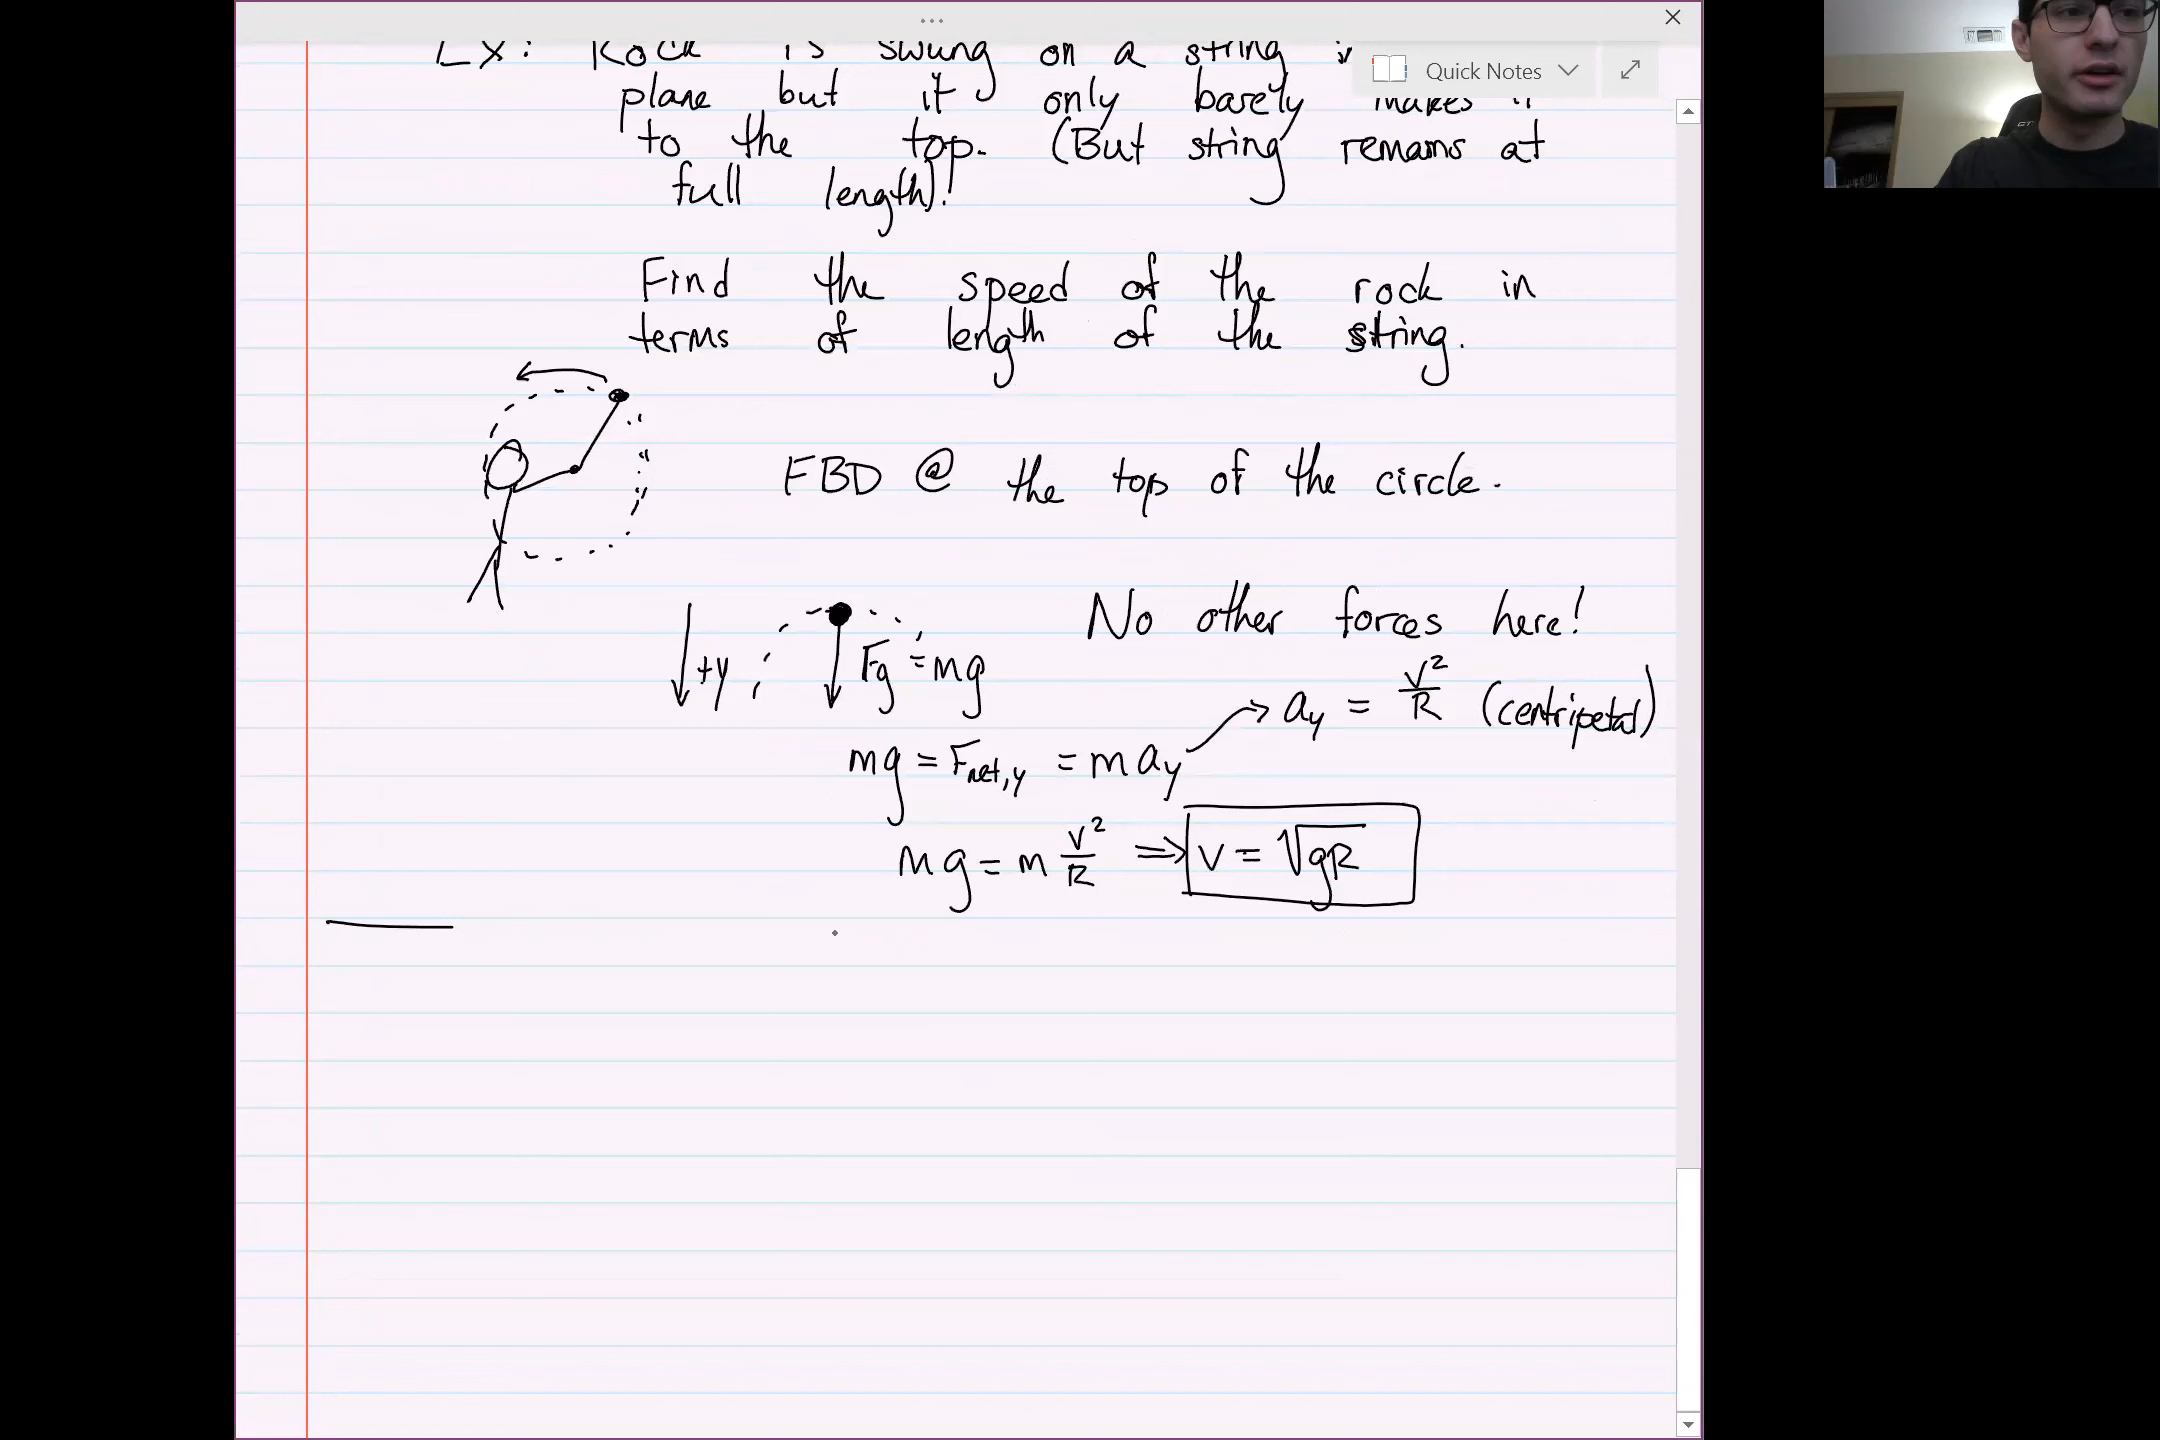 Ex: Rock is swung on a string
Quick Notes
plane but it only barely makes it
to the top. (But string remains at
full length)!
Find the speed of the rock in
terms of length of the string.
FBD @ the top of the circle.
No other forces here!
+y Fg = mg
ay = v²/R (centripetal)
mg = Fnet,y = may
mg = m v²/R ⇒ v = √gR